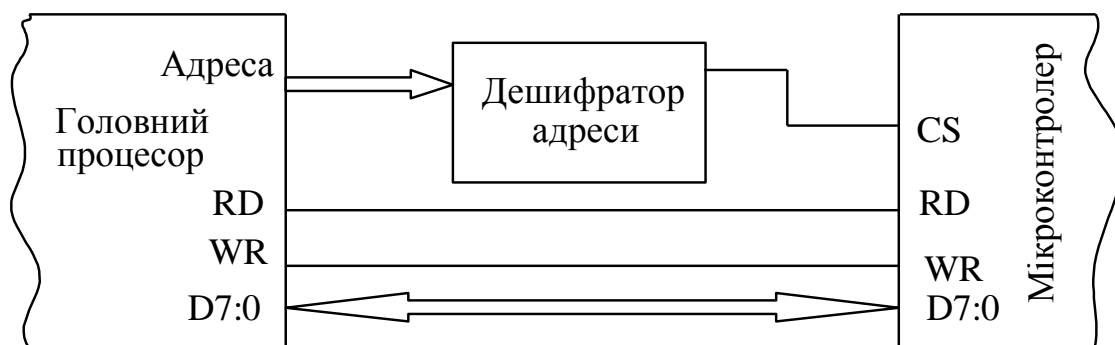 Адреса
Головний
процесор
RD
WR
D7:0
Дешифратор
адреси
CS
RD
WR
D7:0
Мікроконтролер